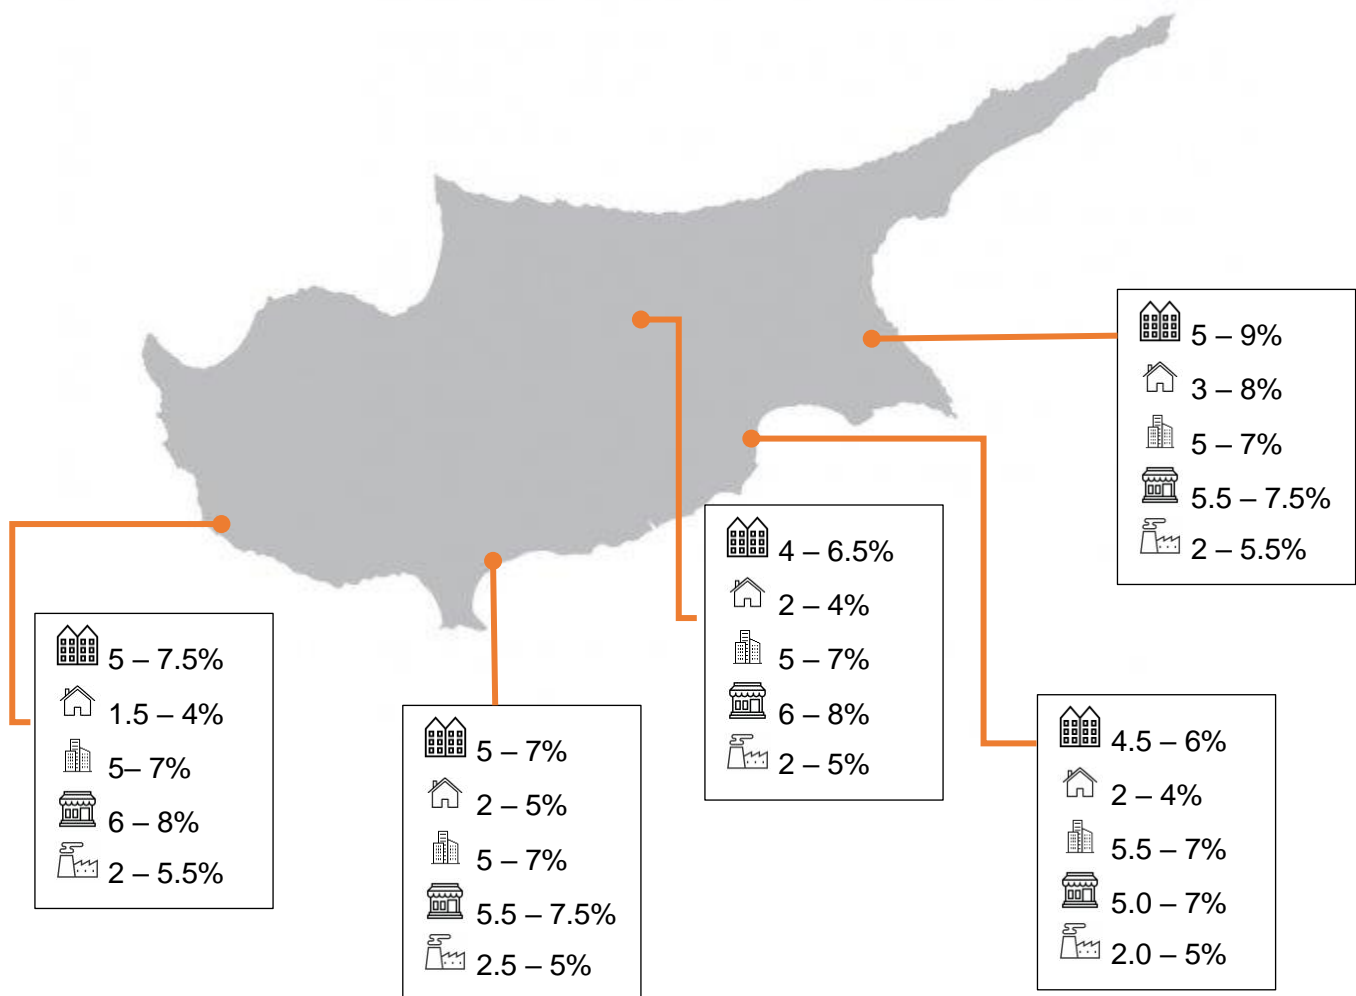 5 – 9%
3 – 8%
5 – 7%
5.5 – 7.5%
2 – 5.5%
4 – 6.5%
2 – 4%
5 – 7%
6 – 8%
2 – 5%
5 – 7.5%
1.5 – 4%
5– 7%
6 – 8%
2 – 5.5%
5 – 7%
2 – 5%
5 – 7%
5.5 – 7.5%
2.5 – 5%
4.5 – 6%
2 – 4%
5.5 – 7%
5.0 – 7%
2.0 – 5%